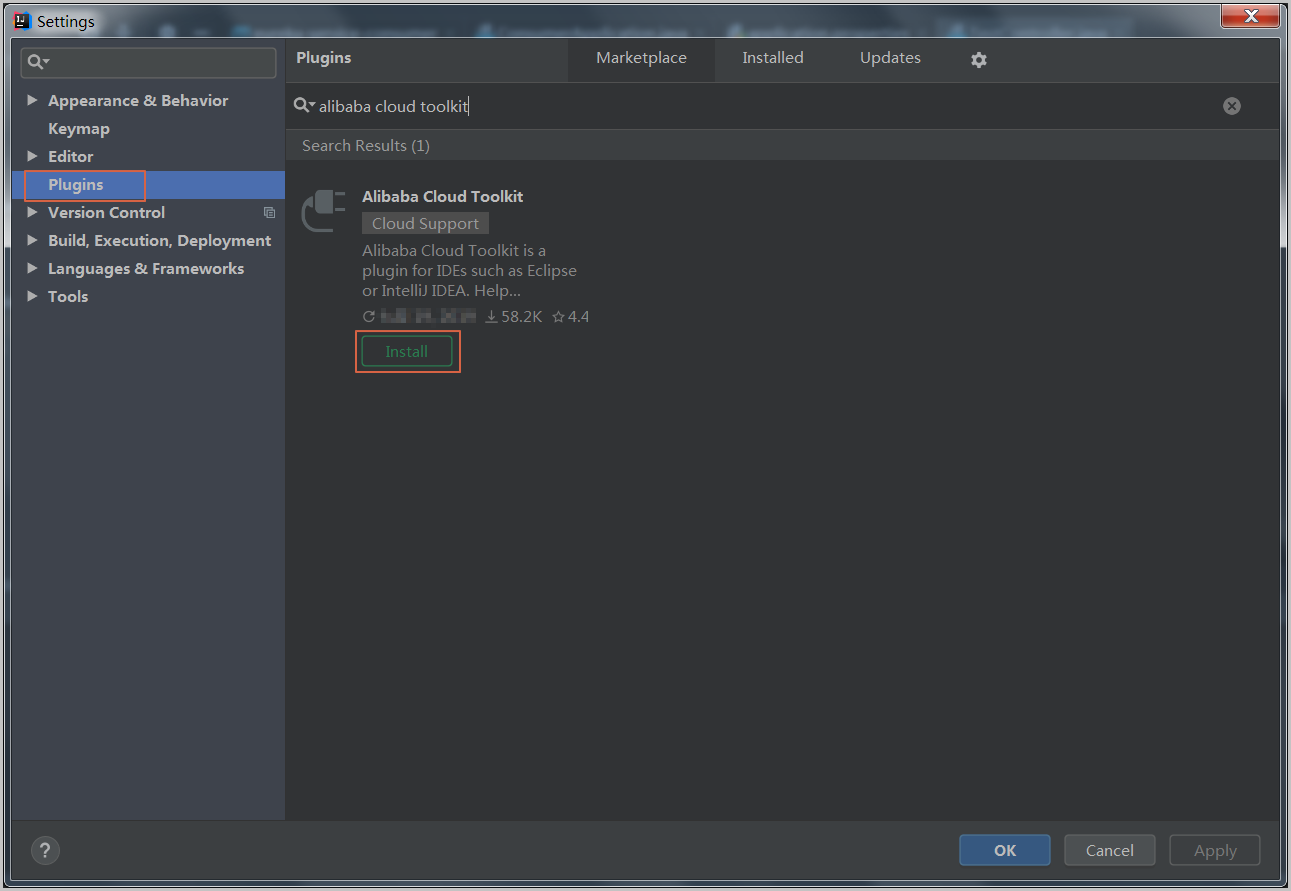 Settings
Plugins
Marketplace
Installed
Updates
alibaba cloud toolkit
Search Results (1)
Appearance & Behavior
Keymap
Editor
Plugins
Version Control
Build, Execution, Deployment
Languages & Frameworks
Tools
Alibaba Cloud Toolkit
Cloud Support
Alibaba Cloud Toolkit is a
plugin for IDEs such as Eclipse
or IntelliJ IDEA. Help...
58.2K 4.4
Install
?
OK
Cancel
Apply